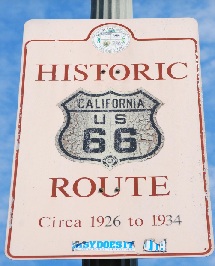 HISTORIC
CALIFORNIA
US
66
ROUTE
Circa 1926 to 1934